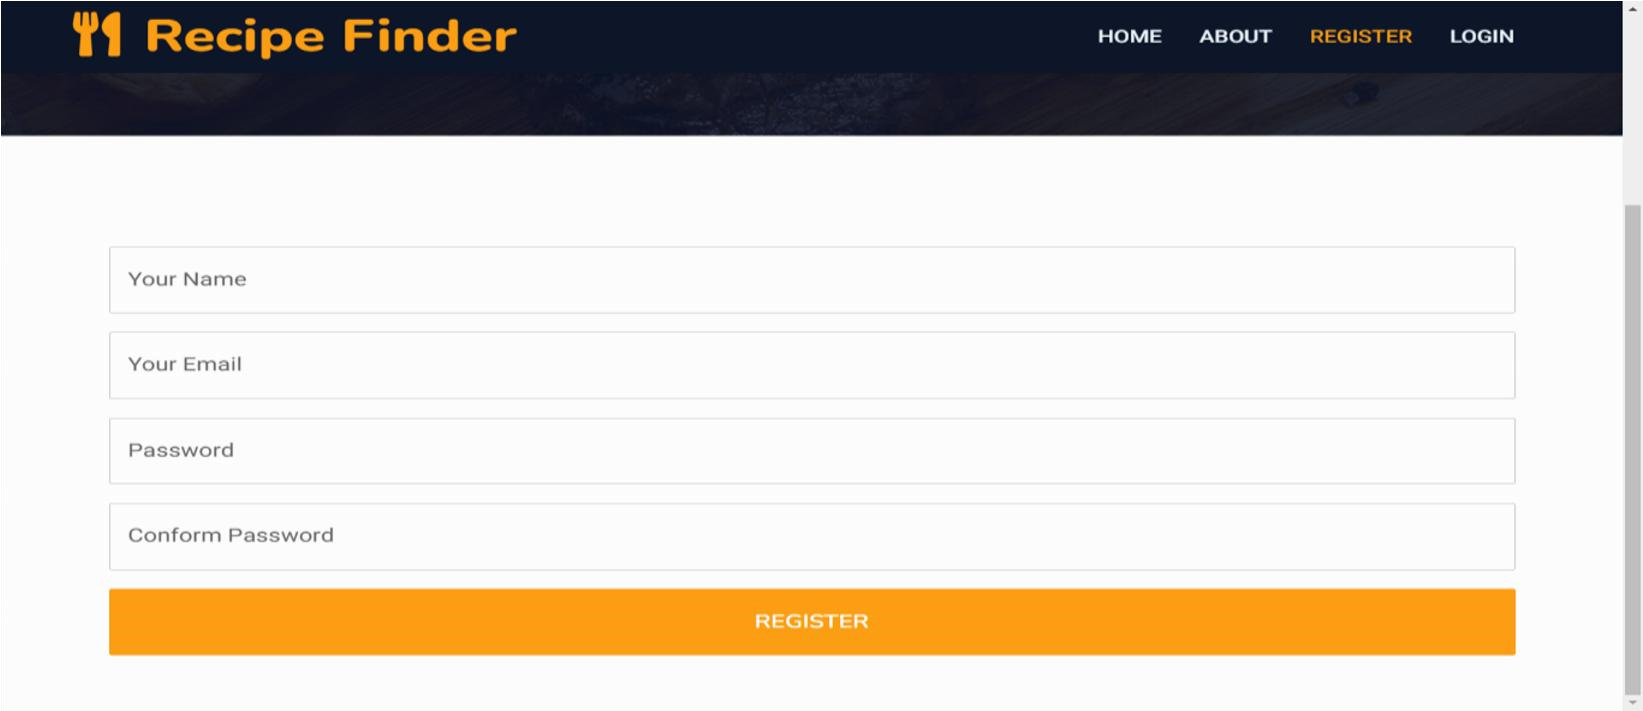 Recipe Finder
HOME ABOUT REGISTER LOGIN
Your Name
Your Email
Password
Conform Password
REGISTER